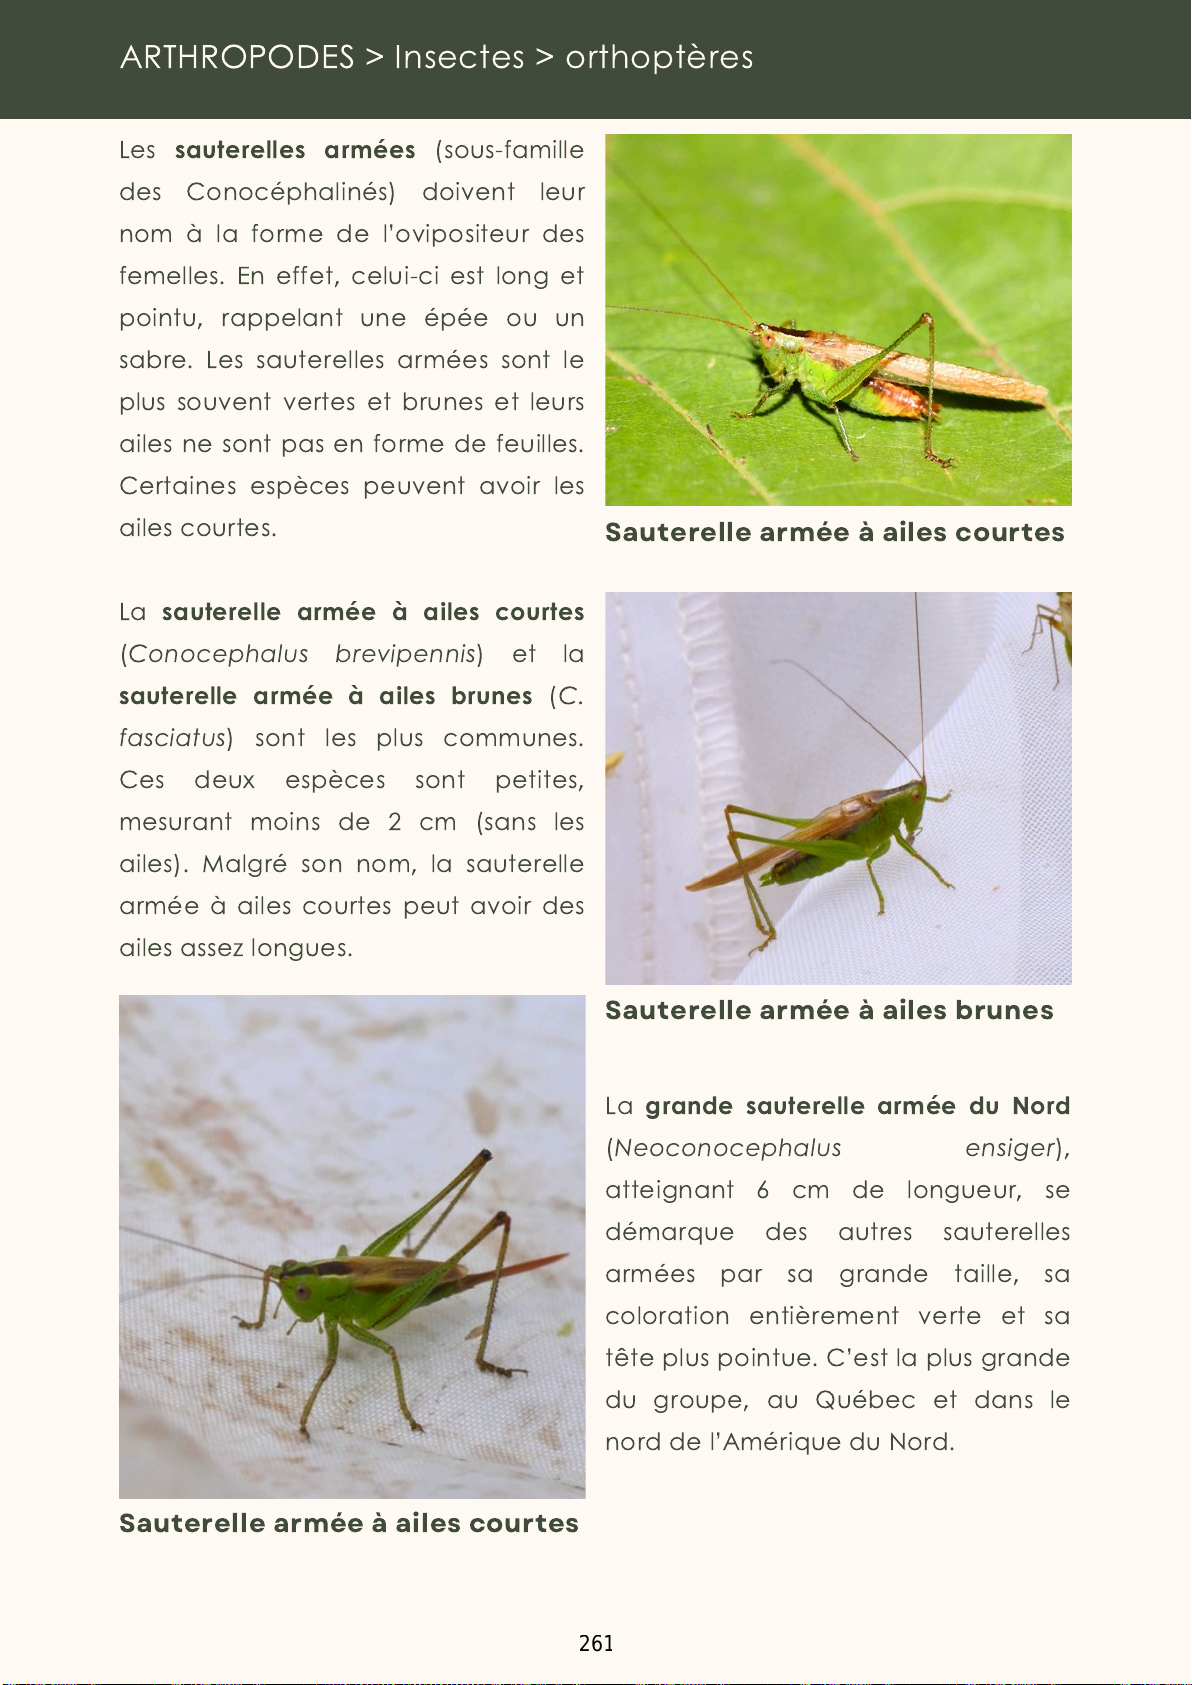 ARTHROPODES > Insectes > orthoptères
Les sauterelles armées (sous-famille
des Conocéphalinés) doivent leur
nom à la forme de l’ovipositeur des
femelles. En effet, celui-ci est long et
pointu, rappelant une épée ou un
sabre. Les sauterelles armées sont le
plus souvent vertes et brunes et leurs
ailes ne sont pas en forme de feuilles.
Certaines espèces peuvent avoir les
ailes courtes.
La sauterelle armée à ailes courtes
(Conocephalus brevipennis) et la
sauterelle armée à ailes brunes (C.
fasciatus) sont les plus communes.
Ces deux espèces sont petites,
mesurant moins de 2 cm (sans les
ailes). Malgré son nom, la sauterelle
armée à ailes courtes peut avoir des
ailes assez longues.
Sauterelle armée à ailes courtes
Sauterelle armée à ailes courtes
Sauterelle armée à ailes brunes
La grande sauterelle armée du Nord
(Neoconocephalus ensiger),
atteignant 6 cm de longueur, se
démarque des autres sauterelles
armées par sa grande taille, sa
coloration entièrement verte et sa
tête plus pointue. C’est la plus grande
du groupe, au Québec et dans le
nord de l’Amérique du Nord.
261